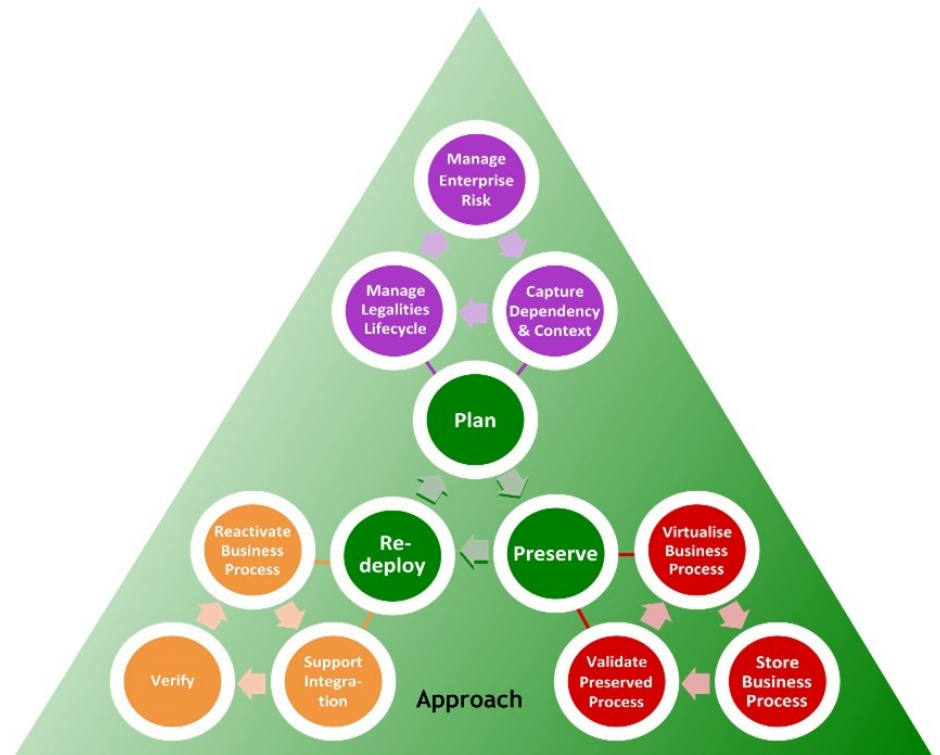 Manage
Enterprise
Risk
Manage
Legalities
Lifecycle
Capture
Dependency
& Context
Plan
Reactivate
Business
Process
Re-
deploy
Preserve
Virtualise
Business
Process
Verify
Support
Integra-
tion
Approach
Validate
Preserved
Process
Store
Business
Process